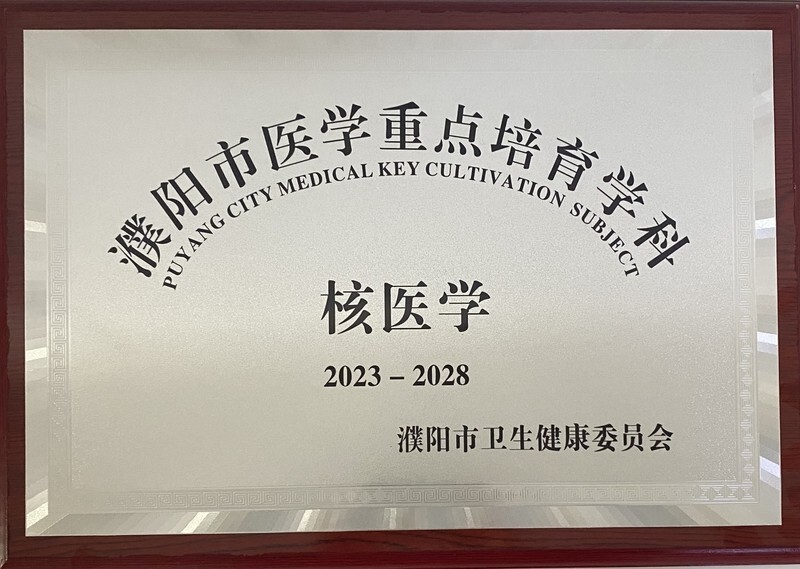 濮阳市医学重点培育学科
PUYANG CITY MEDICAL KEY CULTIVATION SUBJECT
核医学
2023 – 2028
濮阳市卫生健康委员会